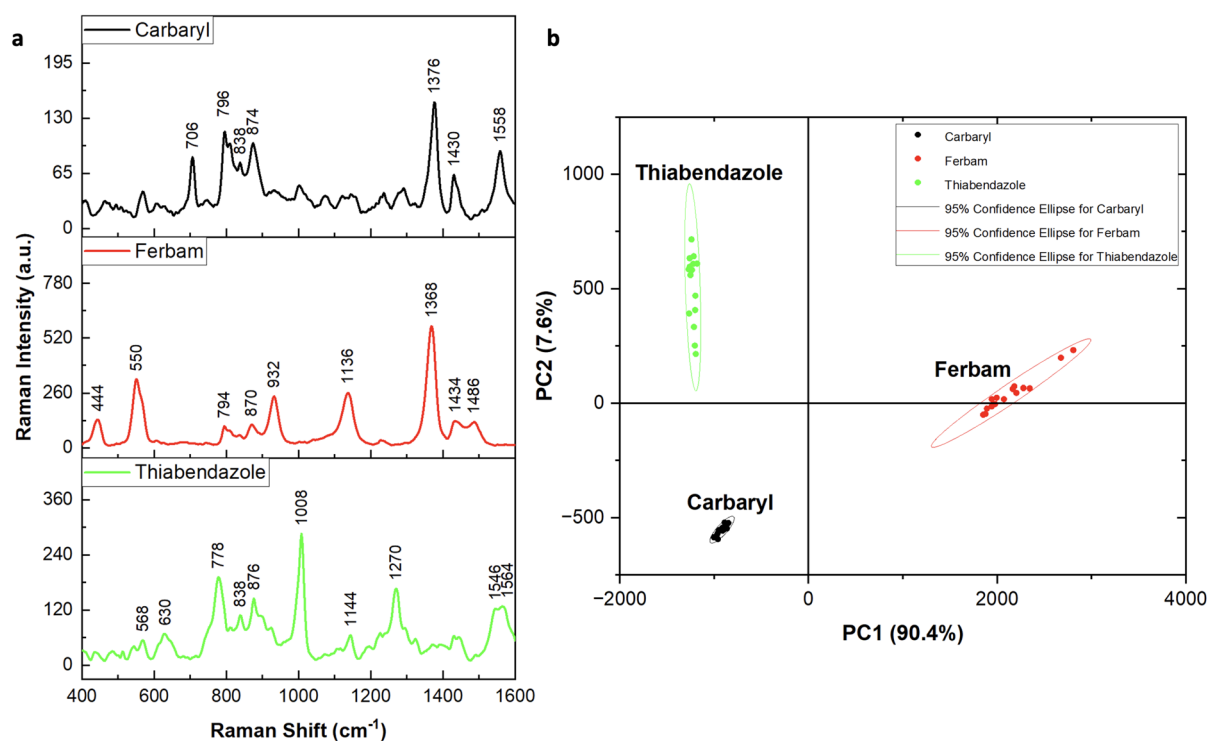 a
Carbaryl
195
130
65
0
706
796
838
874
1376
1430
1558
Ferbam
780
520
260
0
444
550
794
870
932
1136
1368
1434
1486
Thiabendazole
360
240
120
0
568
630
778
838
876
1008
1144
1270
1546
1564
400 600 800 1000 1200 1400 1600
Raman Shift (cm-1)
Raman Intensity (a.u.)
b
Carbaryl
Ferbam
Thiabendazole
95% Confidence Ellipse for Carbaryl
95% Confidence Ellipse for Ferbam
95% Confidence Ellipse for Thiabendazole
Thiabendazole
Ferbam
Carbaryl
1000
500
0
−500
−2000 0 2000 4000
PC1 (90.4%)
PC2 (7.6%)